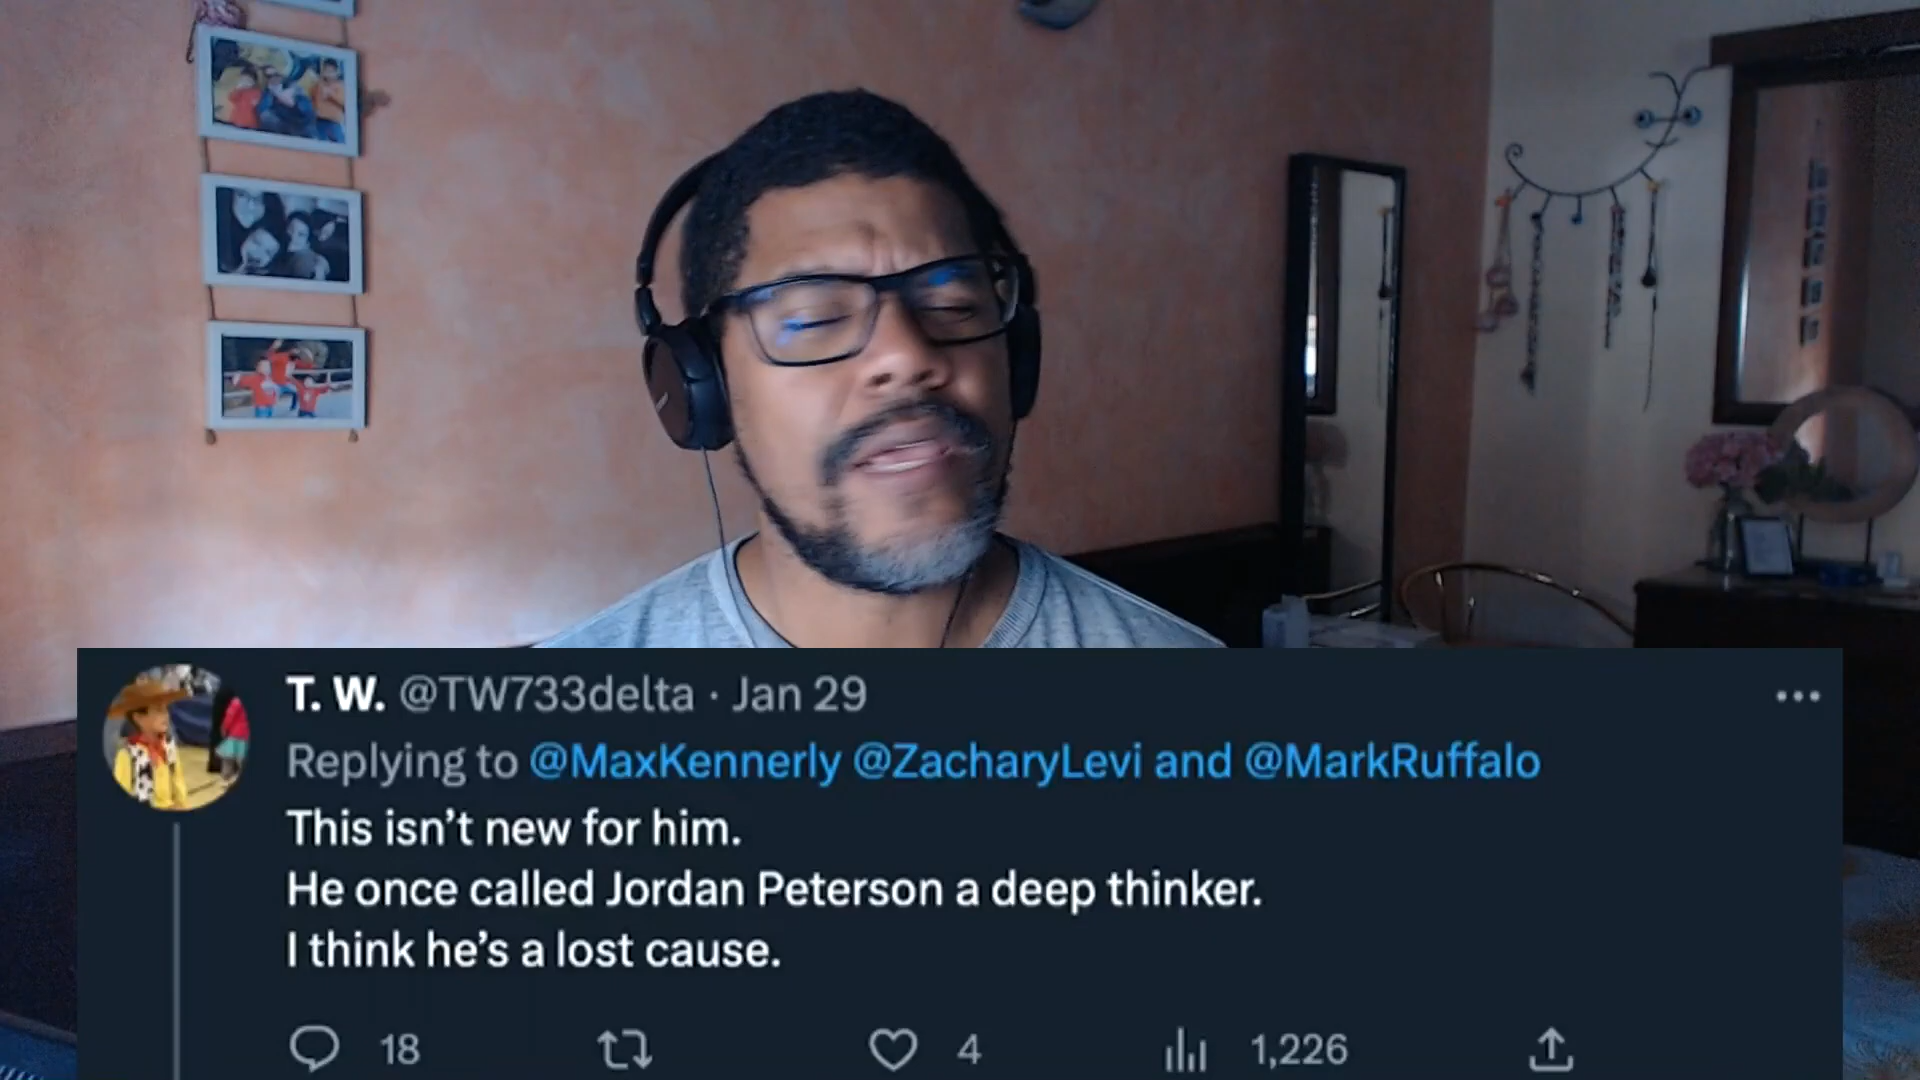 T. W. @TW733delta · Jan 29
Replying to @MaxKennerly @ZacharyLevi and @MarkRuffalo
This isn’t new for him.
He once called Jordan Peterson a deep thinker.
I think he’s a lost cause.
18 4 1,226